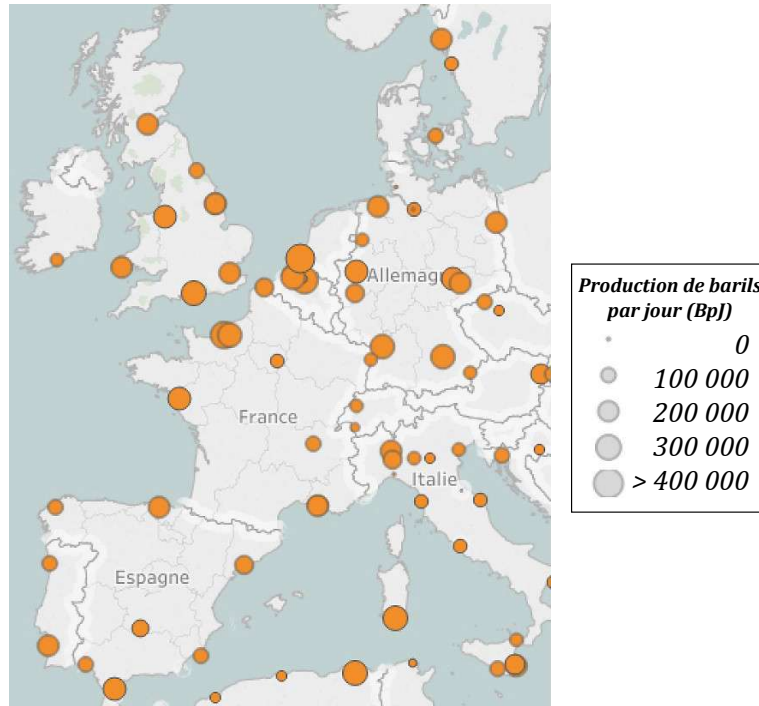 Allemagn
France
Italie
Espagne
Production de barils
par jour (BpJ)
0
100 000
200 000
300 000
> 400 000